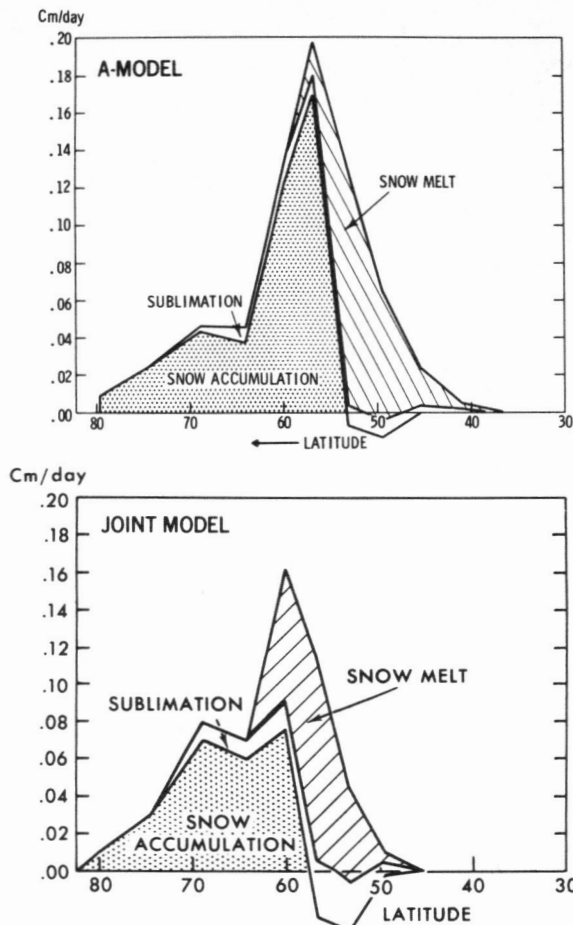 Cm/day
.20
A-MODEL
.18
.16
.14
.12
SNOW MELT
.10
.08
.06
SUBLIMATION
.04
.02
SNOW ACCUMULATION
.00
80 70 60 50 40 30
← LATITUDE
Cm/day
.20
JOINT MODEL
.18
.16
.14
.12
.10
SNOW MELT
SUBLIMATION
.08
.06
.04
SNOW
ACCUMULATION
.02
.00
80 70 60 50 40 30
LATITUDE